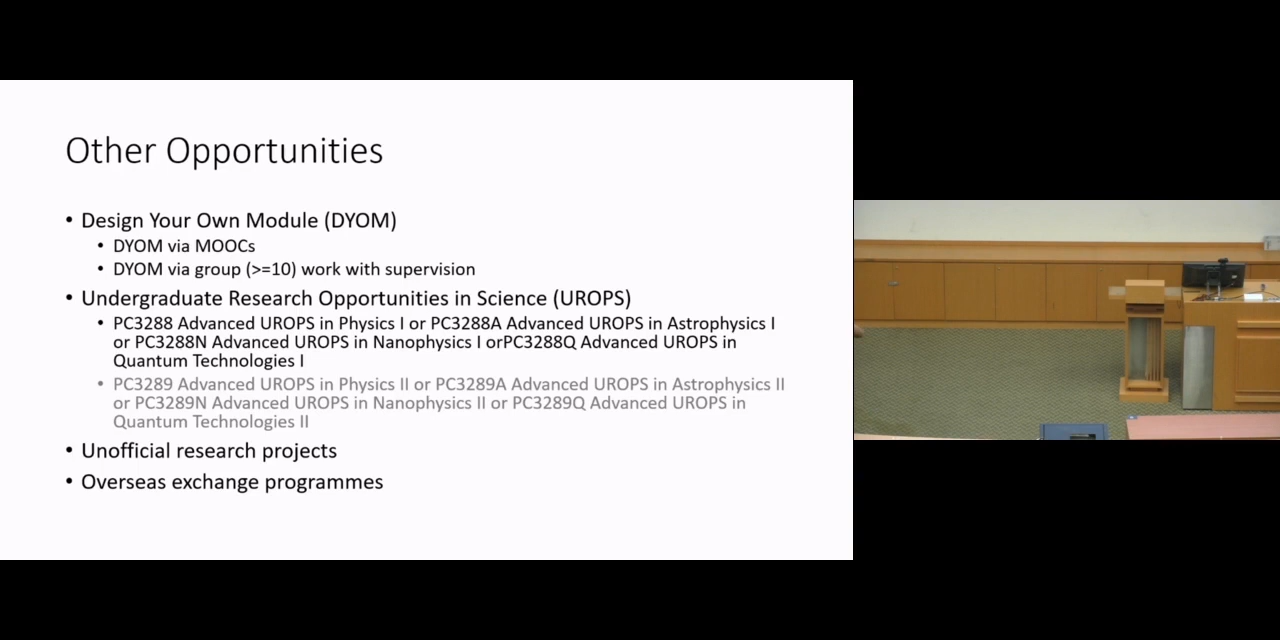 Other Opportunities
• Design Your Own Module (DYOM)
• DYOM via MOOCs
• DYOM via group (>=10) work with supervision
• Undergraduate Research Opportunities in Science (UROPS)
• PC3288 Advanced UROPS in Physics I or PC3288A Advanced UROPS in Astrophysics I
or PC3288N Advanced UROPS in Nanophysics I orPC3288Q Advanced UROPS in
Quantum Technologies I
• PC3289 Advanced UROPS in Physics II or PC3289A Advanced UROPS in Astrophysics II
or PC3289N Advanced UROPS in Nanophysics II or PC3289Q Advanced UROPS in
Quantum Technologies II
• Unofficial research projects
• Overseas exchange programmes